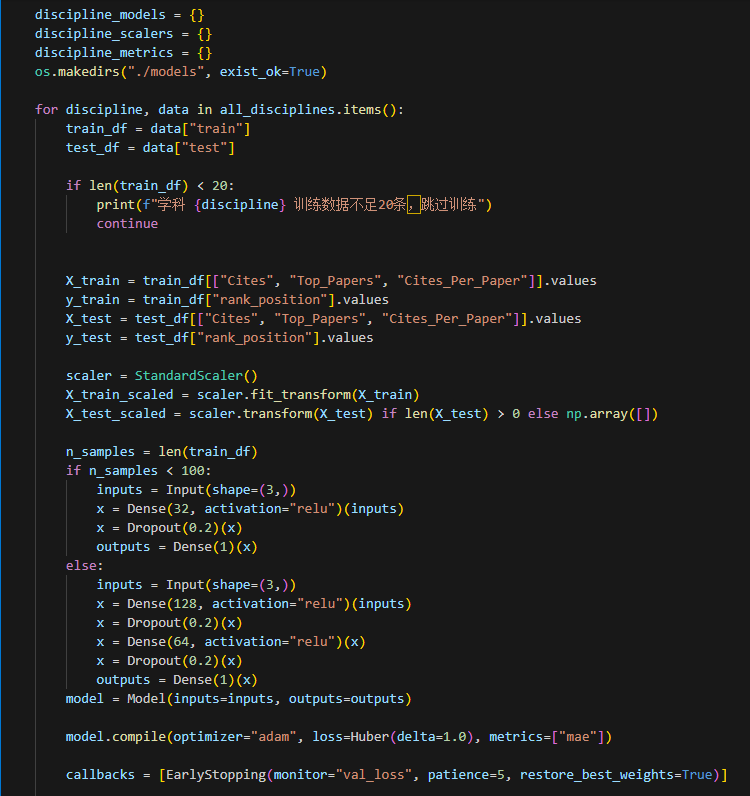 discipline_models = {}
discipline_scalers = {}
discipline_metrics = {}
os.makedirs("./models", exist_ok=True)
for discipline, data in all_disciplines.items():
    train_df = data["train"]
    test_df = data["test"]
    if len(train_df) < 20:
        print(f"学科 {discipline} 训练数据不足20条，跳过训练")
        continue
    X_train = train_df[["Cites", "Top_Papers", "Cites_Per_Paper"]].values
    y_train = train_df["rank_position"].values
    X_test = test_df[["Cites", "Top_Papers", "Cites_Per_Paper"]].values
    y_test = test_df["rank_position"].values
    scaler = StandardScaler()
    X_train_scaled = scaler.fit_transform(X_train)
    X_test_scaled = scaler.transform(X_test) if len(X_test) > 0 else np.array([])
    n_samples = len(train_df)
    if n_samples < 100:
        inputs = Input(shape=(3,))
        x = Dense(32, activation="relu")(inputs)
        x = Dropout(0.2)(x)
        outputs = Dense(1)(x)
    else:
        inputs = Input(shape=(3,))
        x = Dense(128, activation="relu")(inputs)
        x = Dropout(0.2)(x)
        x = Dense(64, activation="relu")(x)
        x = Dropout(0.2)(x)
        outputs = Dense(1)(x)
    model = Model(inputs=inputs, outputs=outputs)
    model.compile(optimizer="adam", loss=Huber(delta=1.0), metrics=["mae"])
    callbacks = [EarlyStopping(monitor="val_loss", patience=5, restore_best_weights=True)]